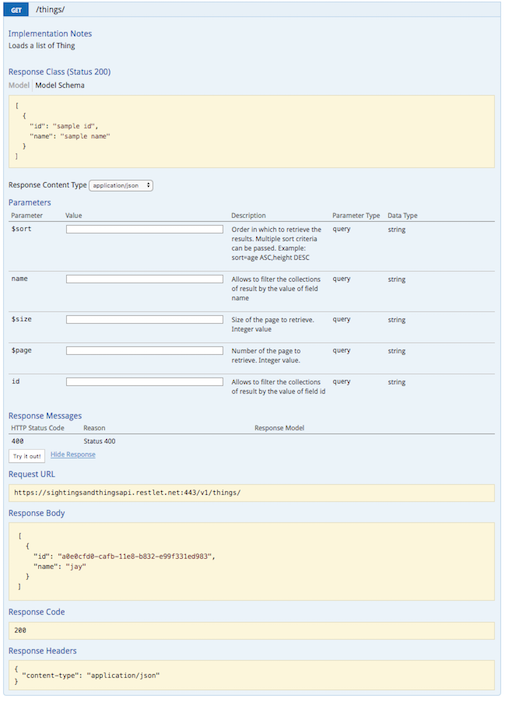 GET /things/
Implementation Notes
Loads a list of Thing
Response Class (Status 200)
Model Model Schema
[
{
"id": "sample id",
"name": "sample name"
}
]
Response Content Type application/json
Parameters
Parameter Value Description Parameter Type Data Type
$sort Order in which to retrieve the query string
results. Multiple sort criteria
can be passed. Example:
sort=age ASC,height DESC
name Allows to filter the collections query string
of result by the value of field
name
$size Size of the page to retrieve. query string
Integer value
$page Number of the page to query string
retrieve. Integer value.
id Allows to filter the collections query string
of result by the value of field id
Response Messages
HTTP Status Code Reason Response Model
400 Status 400
Try it out! Hide Response
Request URL
https://sightingsandthingsapi.restlet.net:443/v1/things/
Response Body
[
{
"id": "a0e0cfd0-cafb-11e8-b832-e99f331ed983",
"name": "jay"
}
]
Response Code
200
Response Headers
{
"content-type": "application/json"
}